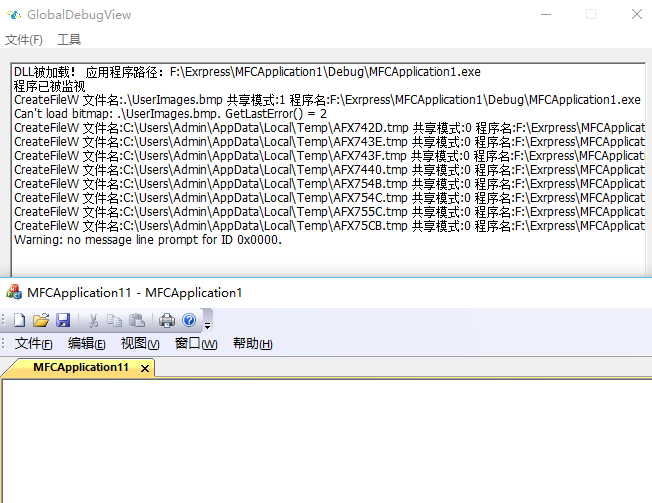 GlobalDebugView
文件(F) 工具
DLL被加载！ 应用程序路径：F:\Exrpress\MFCApplication1\Debug\MFCApplication1.exe
程序已被监视
CreateFileW 文件名:.\UserImages.bmp 共享模式:1 程序名:F:\Exrpress\MFCApplication1\Debug\MFCApplication1.exe
Can't load bitmap: .\UserImages.bmp. GetLastError() = 2
CreateFileW 文件名:C:\Users\Admin\AppData\Local\Temp\AFX742D.tmp 共享模式:0 程序名:F:\Exrpress\MFCApplicat
CreateFileW 文件名:C:\Users\Admin\AppData\Local\Temp\AFX743E.tmp 共享模式:0 程序名:F:\Exrpress\MFCApplicat
CreateFileW 文件名:C:\Users\Admin\AppData\Local\Temp\AFX743F.tmp 共享模式:0 程序名:F:\Exrpress\MFCApplicat
CreateFileW 文件名:C:\Users\Admin\AppData\Local\Temp\AFX7440.tmp 共享模式:0 程序名:F:\Exrpress\MFCApplicat
CreateFileW 文件名:C:\Users\Admin\AppData\Local\Temp\AFX754B.tmp 共享模式:0 程序名:F:\Exrpress\MFCApplicat
CreateFileW 文件名:C:\Users\Admin\AppData\Local\Temp\AFX754C.tmp 共享模式:0 程序名:F:\Exrpress\MFCApplicat
CreateFileW 文件名:C:\Users\Admin\AppData\Local\Temp\AFX755C.tmp 共享模式:0 程序名:F:\Exrpress\MFCApplicat
CreateFileW 文件名:C:\Users\Admin\AppData\Local\Temp\AFX75CB.tmp 共享模式:0 程序名:F:\Exrpress\MFCApplicat
Warning: no message line prompt for ID 0x0000.
MFCApplication11 - MFCApplication1
文件(F) 编辑(E) 视图(V) 窗口(W) 帮助(H)
MFCApplication11